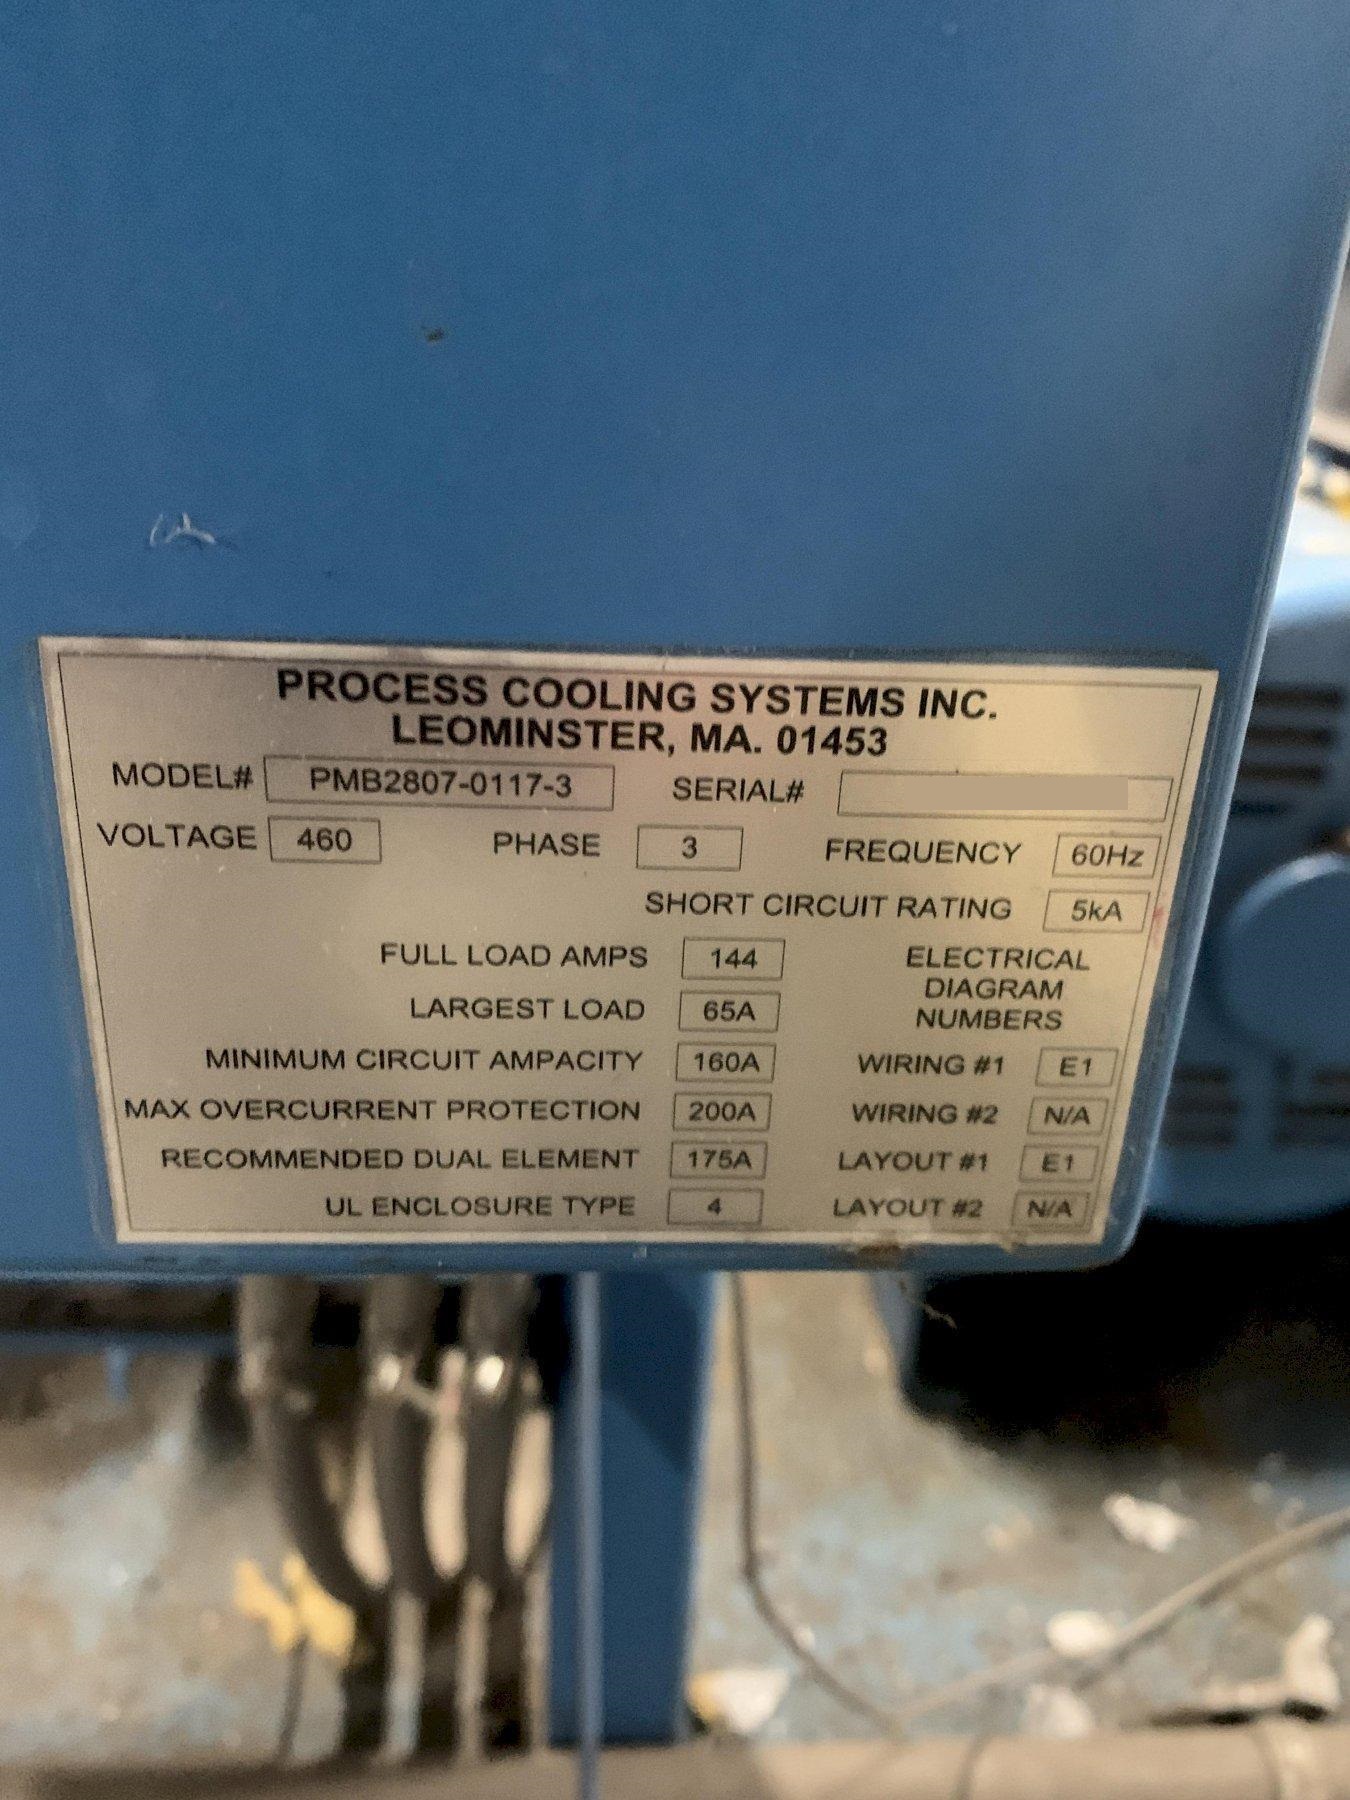 PROCESS COOLING SYSTEMS INC.
LEOMINSTER, MA. 01453
MODEL# PMB2807-0117-3 SERIAL#
VOLTAGE 460 PHASE 3 FREQUENCY 60Hz
SHORT CIRCUIT RATING 5kA
FULL LOAD AMPS 144
LARGEST LOAD 65A
MINIMUM CIRCUIT AMPACITY 160A
MAX OVERCURRENT PROTECTION 200A
RECOMMENDED DUAL ELEMENT 175A
UL ENCLOSURE TYPE 4
ELECTRICAL
DIAGRAM
NUMBERS
WIRING #1 E1
WIRING #2 N/A
LAYOUT #1 E1
LAYOUT #2 N/A